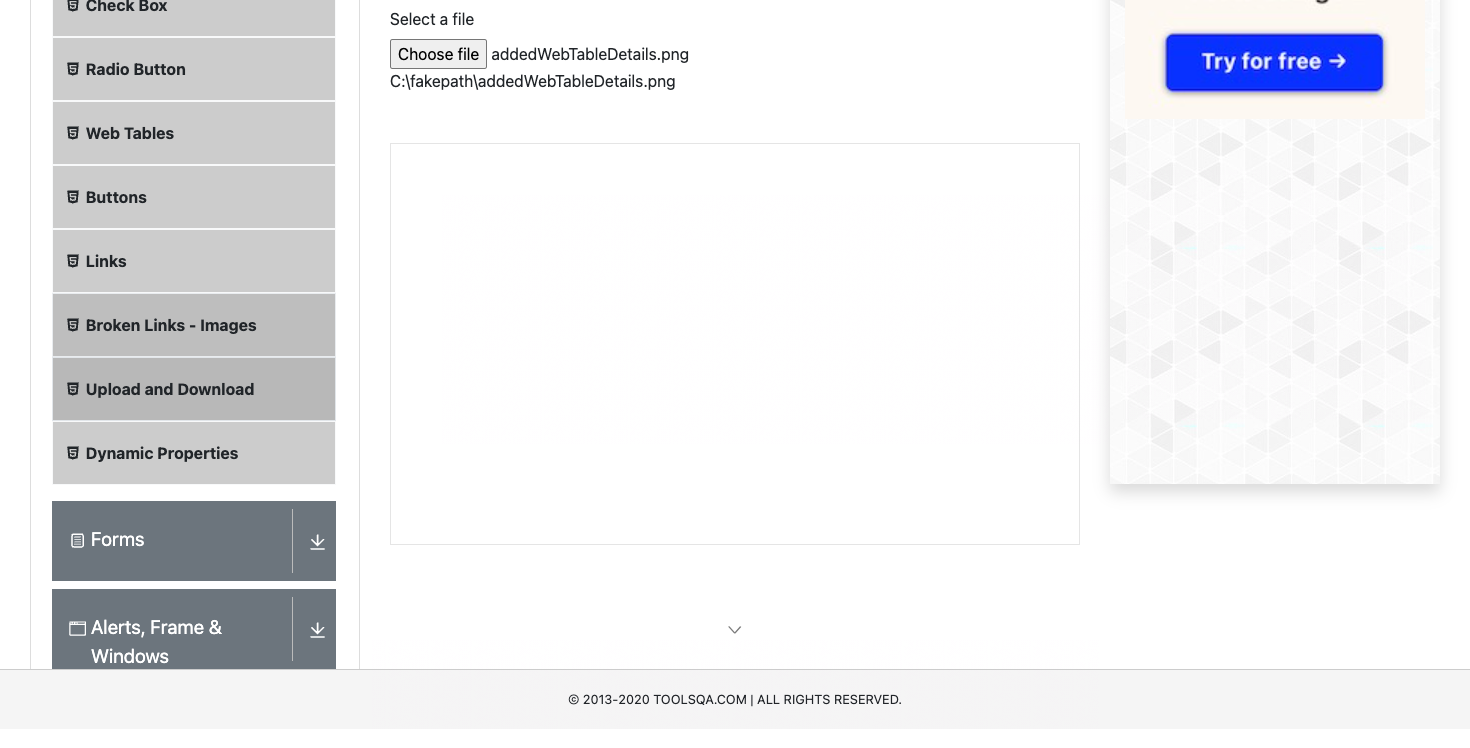 Check Box
Radio Button
Web Tables
Buttons
Links
Broken Links - Images
Upload and Download
Dynamic Properties
Forms
Alerts, Frame &
Windows
Select a file
Choose file addedWebTableDetails.png
C:\fakepath\addedWebTableDetails.png
Try for free →
© 2013-2020 TOOLSQA.COM | ALL RIGHTS RESERVED.